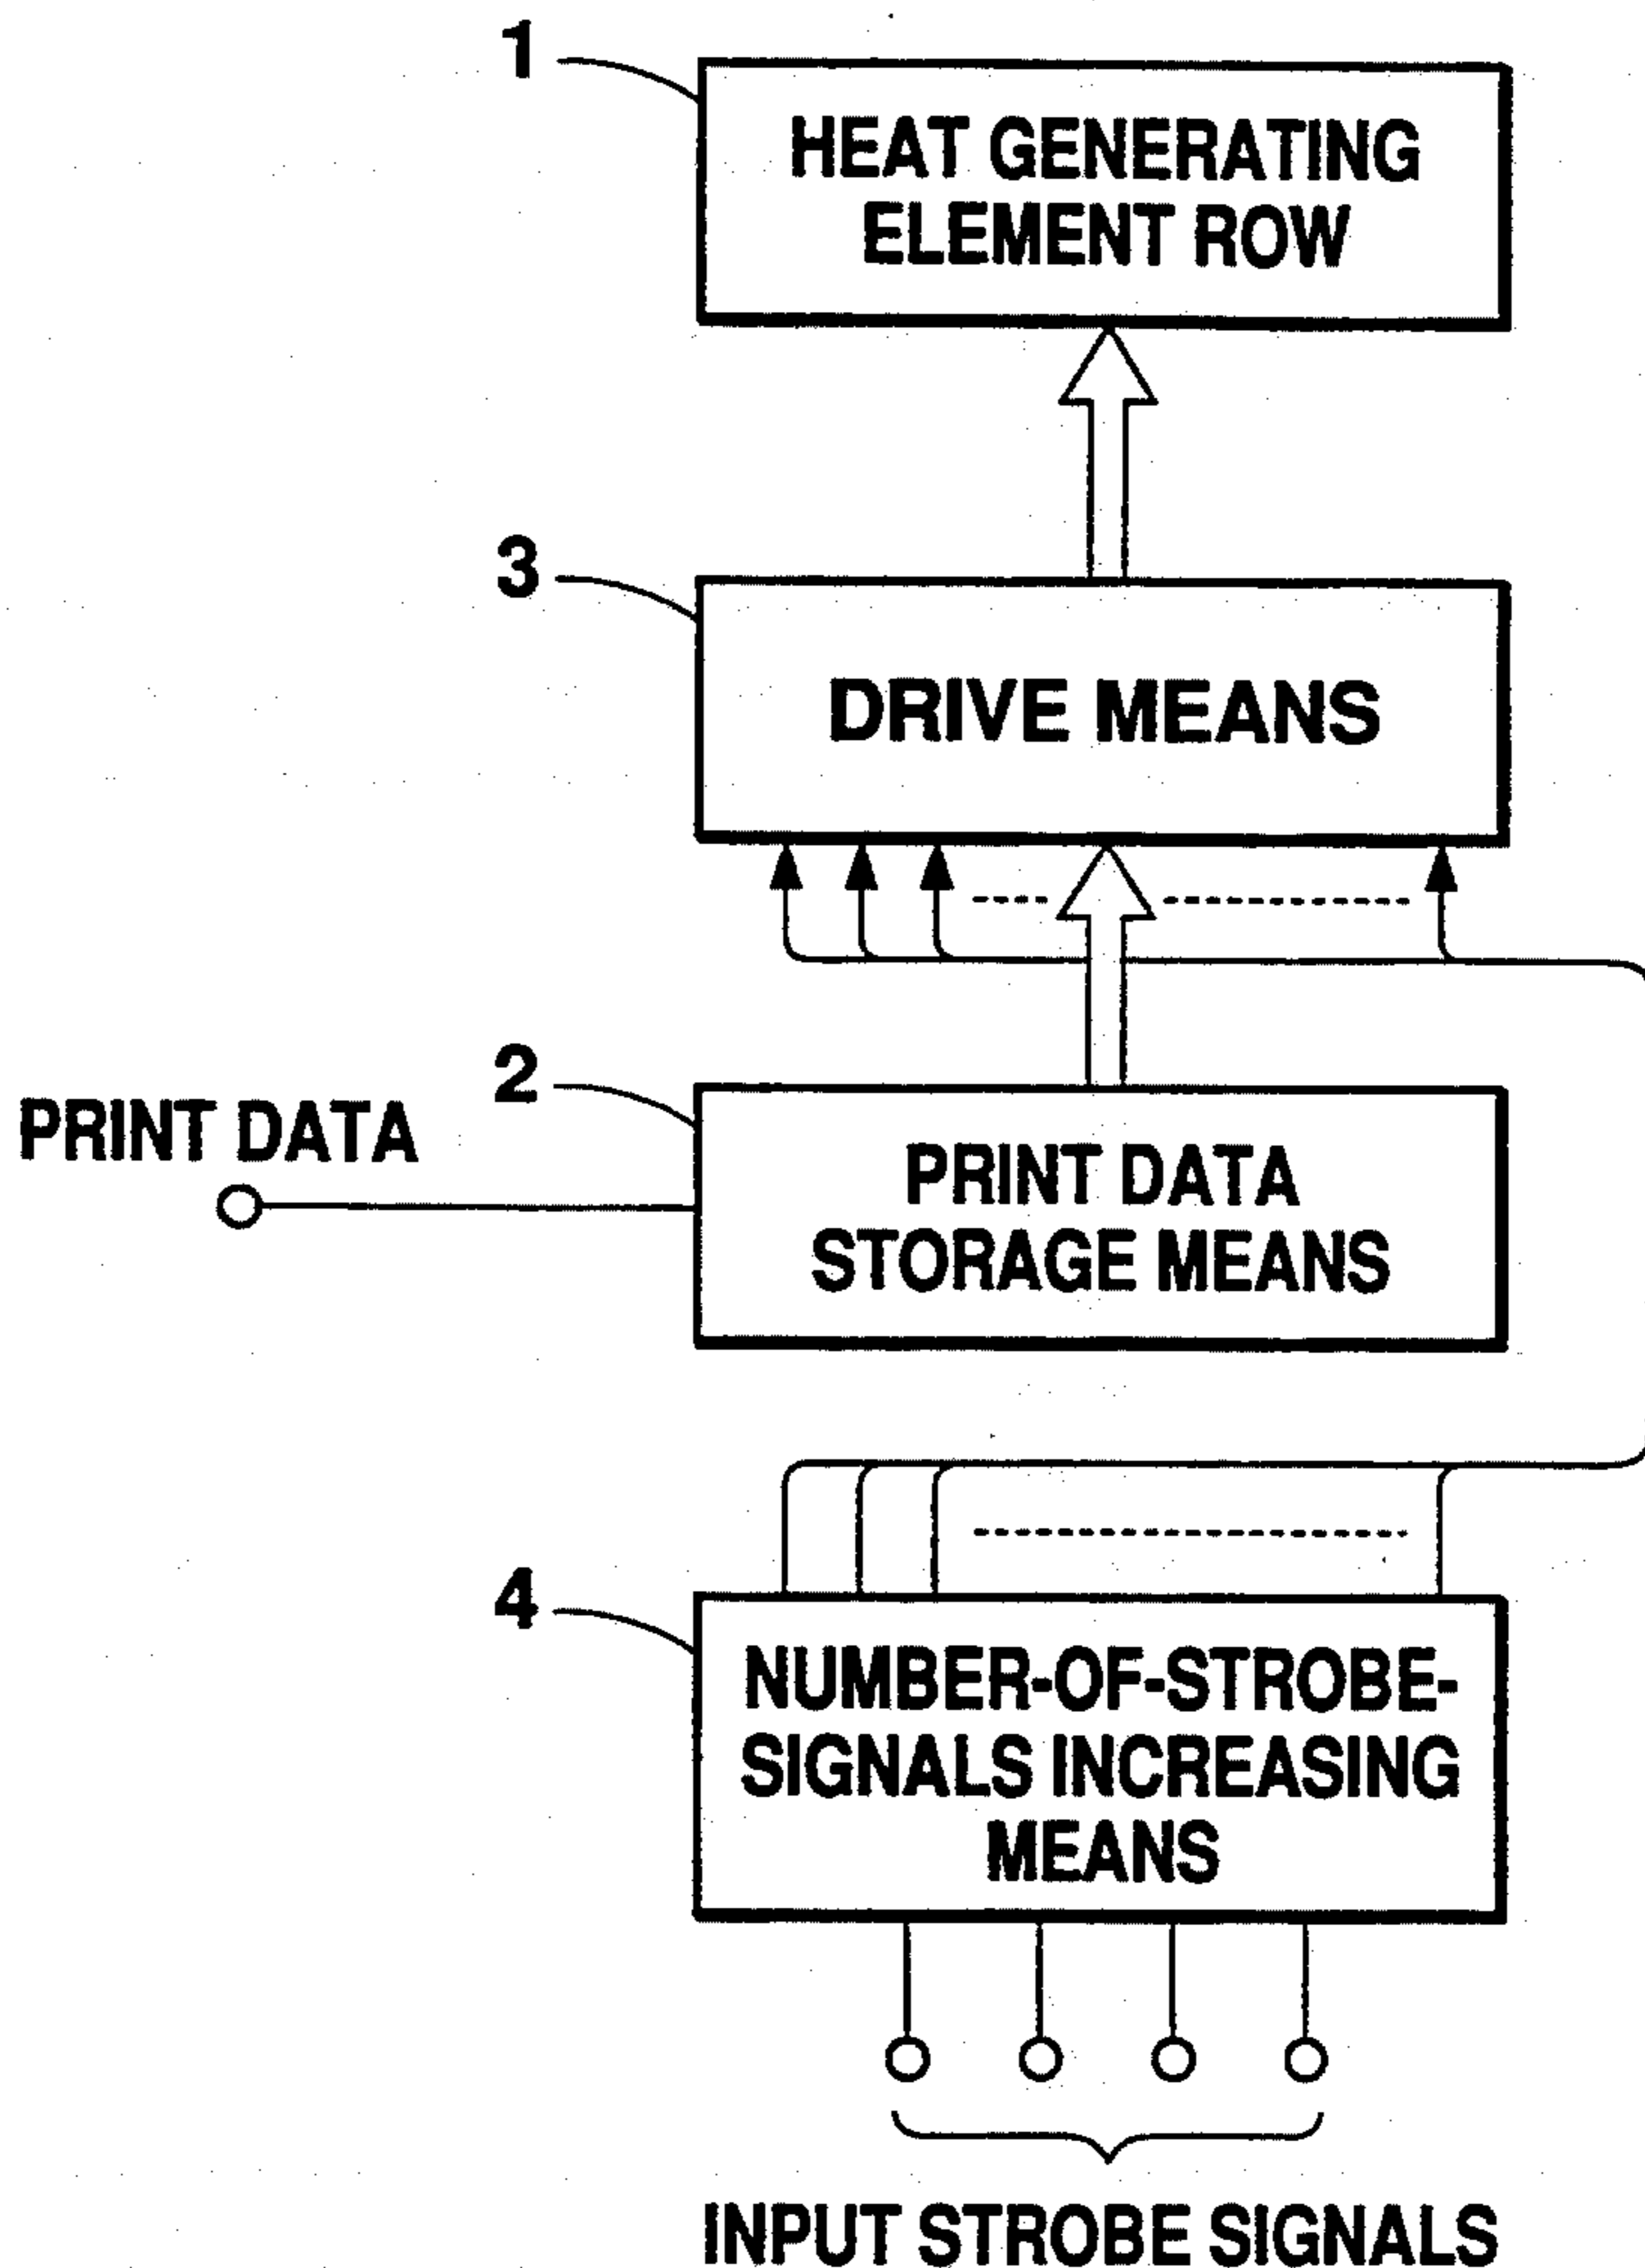 1
HEAT GENERATING
ELEMENT ROW
3
DRIVE MEANS
2
PRINT DATA
PRINT DATA
STORAGE MEANS
4
NUMBER-OF-STROBE-
SIGNALS INCREASING
MEANS
INPUT STROBE SIGNALS